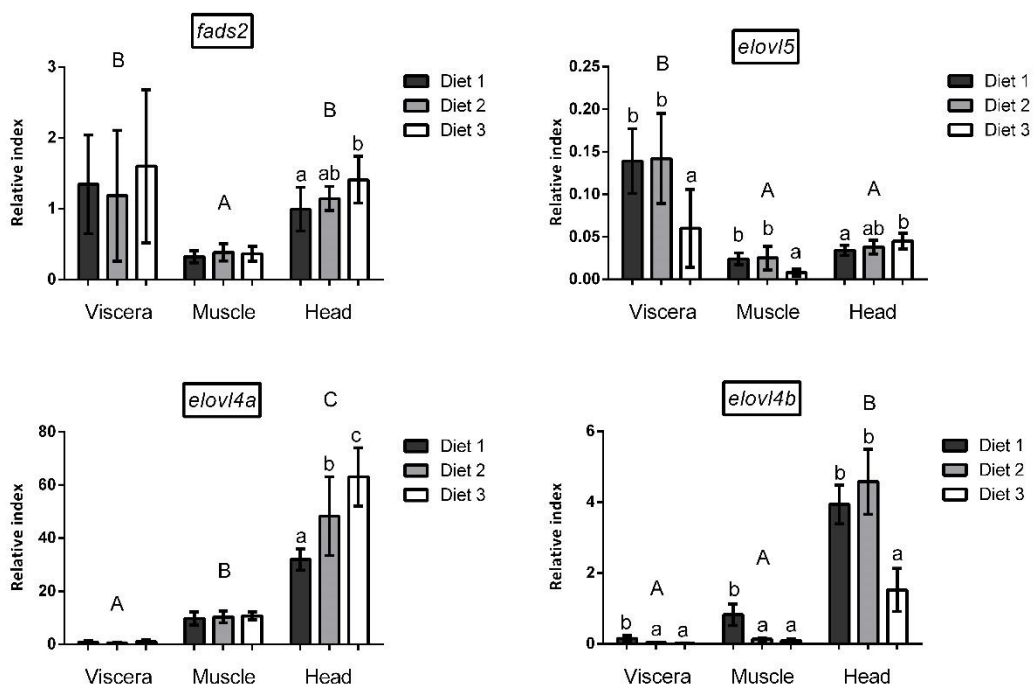 fads2
B
B
b
ab
a
A
3
2
1
0
Relative index
Viscera Muscle Head
Diet 1
Diet 2
Diet 3
elovl5
B
b b
a
A
b b
a
A
a ab b
0.25
0.20
0.15
0.10
0.05
0.00
Relative index
Viscera Muscle Head
Diet 1
Diet 2
Diet 3
elovl4a
C
c
b
a
B
A
80
60
40
20
0
Relative index
Viscera Muscle Head
Diet 1
Diet 2
Diet 3
elovl4b
B
b
b
a
A
b
a a
A
b
a a
6
4
2
0
Relative index
Viscera Muscle Head
Diet 1
Diet 2
Diet 3